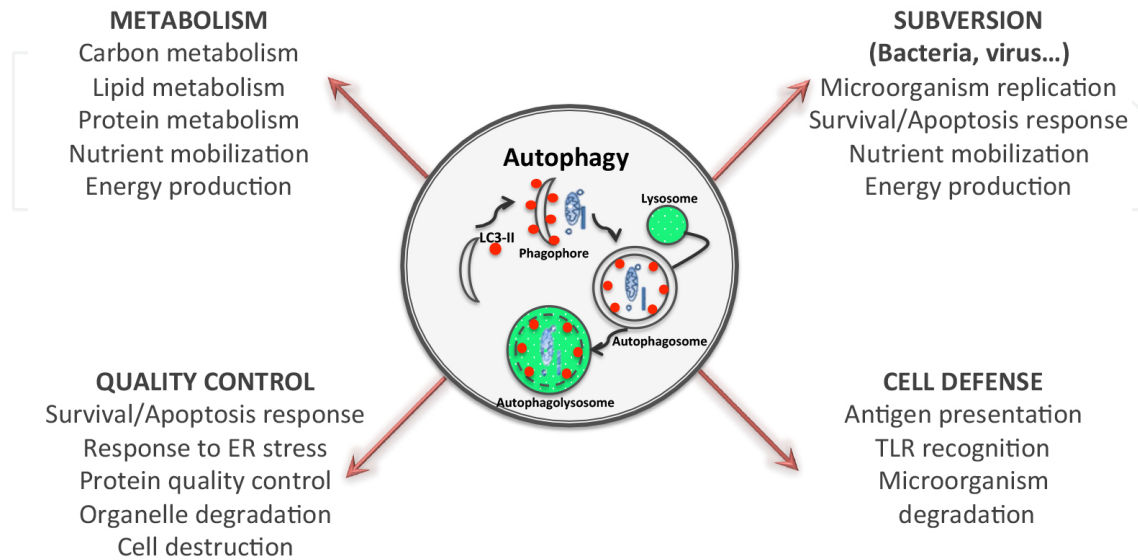 METABOLISM
Carbon metabolism
Lipid metabolism
Protein metabolism
Nutrient mobilization
Energy production
SUBVERSION
(Bacteria, virus…)
Microorganism replication
Survival/Apoptosis response
Nutrient mobilization
Energy production
Autophagy
LC3-II
Phagophore
Lysosome
Autophagosome
Autophagolysosome
QUALITY CONTROL
Survival/Apoptosis response
Response to ER stress
Protein quality control
Organelle degradation
Cell destruction
CELL DEFENSE
Antigen presentation
TLR recognition
Microorganism
degradation